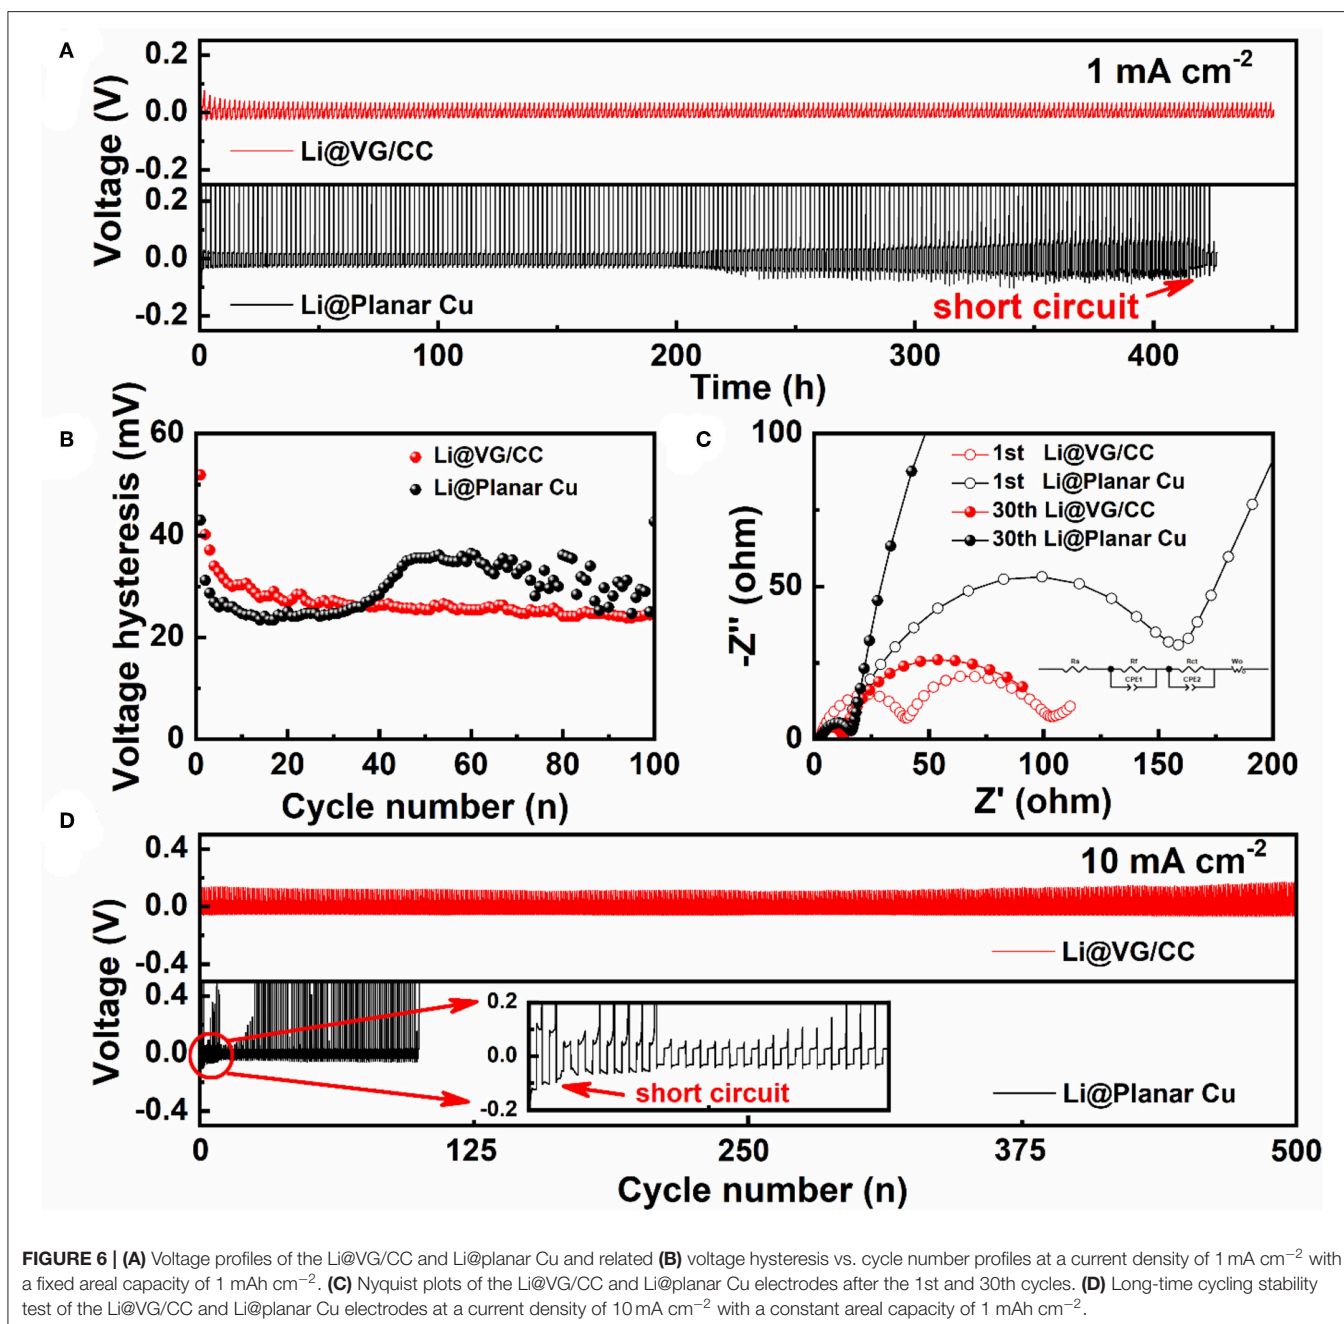 A
0.2
0.0
-0.2
1 mA cm-2
Li@VG/CC
Voltage (V)
0.2
0.0
-0.2
Li@Planar Cu
short circuit
0 100 200 300 400
Time (h)
B
Voltage hysteresis (mV)
60
40
20
0
Li@VG/CC
Li@Planar Cu
0 20 40 60 80 100
Cycle number (n)
C
-Z'' (ohm)
100
50
0
1st Li@VG/CC
1st Li@Planar Cu
30th Li@VG/CC
30th Li@Planar Cu
Rs Rf Rct Wo
CPE1 CPE2
0 50 100 150 200
Z' (ohm)
D
Voltage (V)
0.4
0.0
-0.4
10 mA cm-2
Li@VG/CC
0.4
0.0
-0.4
0.2
0.0
-0.2
short circuit
Li@Planar Cu
0 125 250 375 500
Cycle number (n)
FIGURE 6 | (A) Voltage profiles of the Li@VG/CC and Li@planar Cu and related (B) voltage hysteresis vs. cycle number profiles at a current density of 1 mA cm−2 with
a fixed areal capacity of 1 mAh cm−2. (C) Nyquist plots of the Li@VG/CC and Li@planar Cu electrodes after the 1st and 30th cycles. (D) Long-time cycling stability
test of the Li@VG/CC and Li@planar Cu electrodes at a current density of 10 mA cm−2 with a constant areal capacity of 1 mAh cm−2.